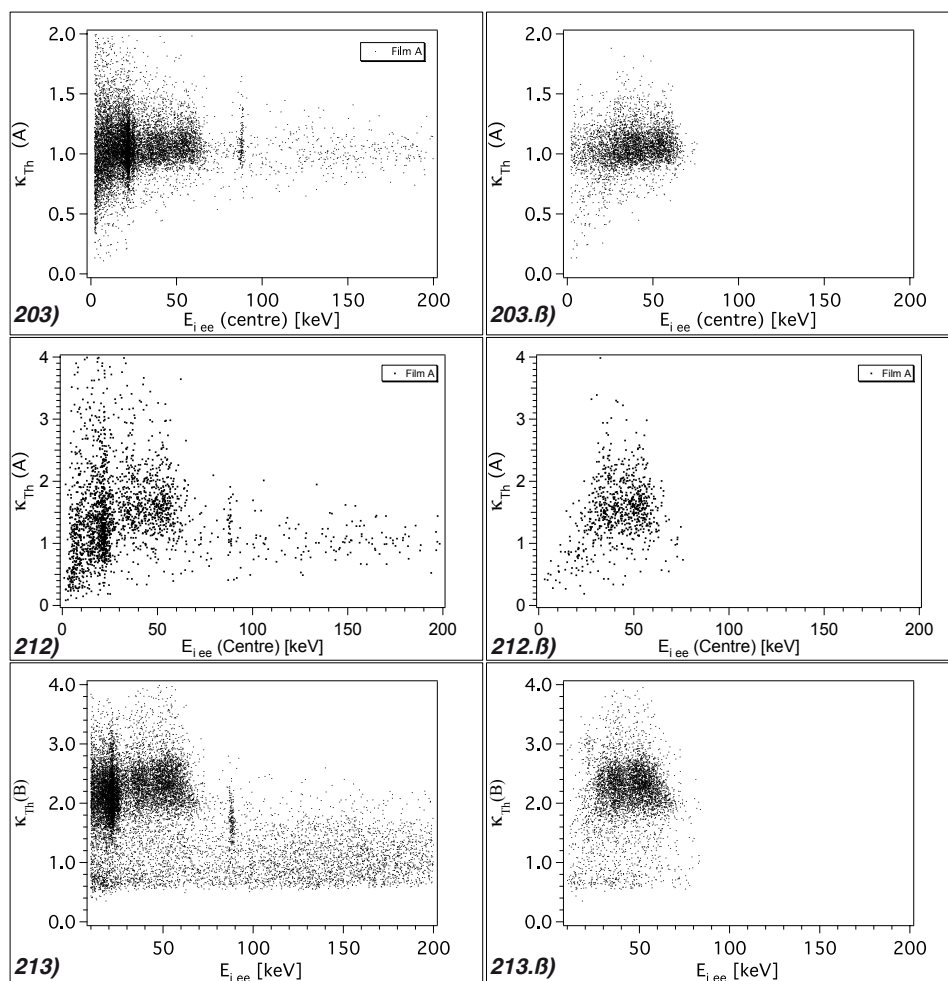 2.0
1.5
1.0
0.5
0.0
κTh (A)
Film A
0 50 100 150 200
Ei ee (centre) [keV]
203)
2.0
1.5
1.0
0.5
0.0
κTh (A)
0 50 100 150 200
Ei ee (centre) [keV]
203.ß)
4
3
2
1
0
κTh (A)
Film A
0 50 100 150 200
Ei ee (Centre) [keV]
212)
4
3
2
1
0
κTh (A)
Film A
0 50 100 150 200
Ei ee (Centre) [keV]
212.ß)
4.0
3.0
2.0
1.0
0.0
κTh(B)
50 100 150 200
Ei ee [keV]
213)
4.0
3.0
2.0
1.0
0.0
κTh(B)
50 100 150 200
Ei ee [keV]
213.ß)